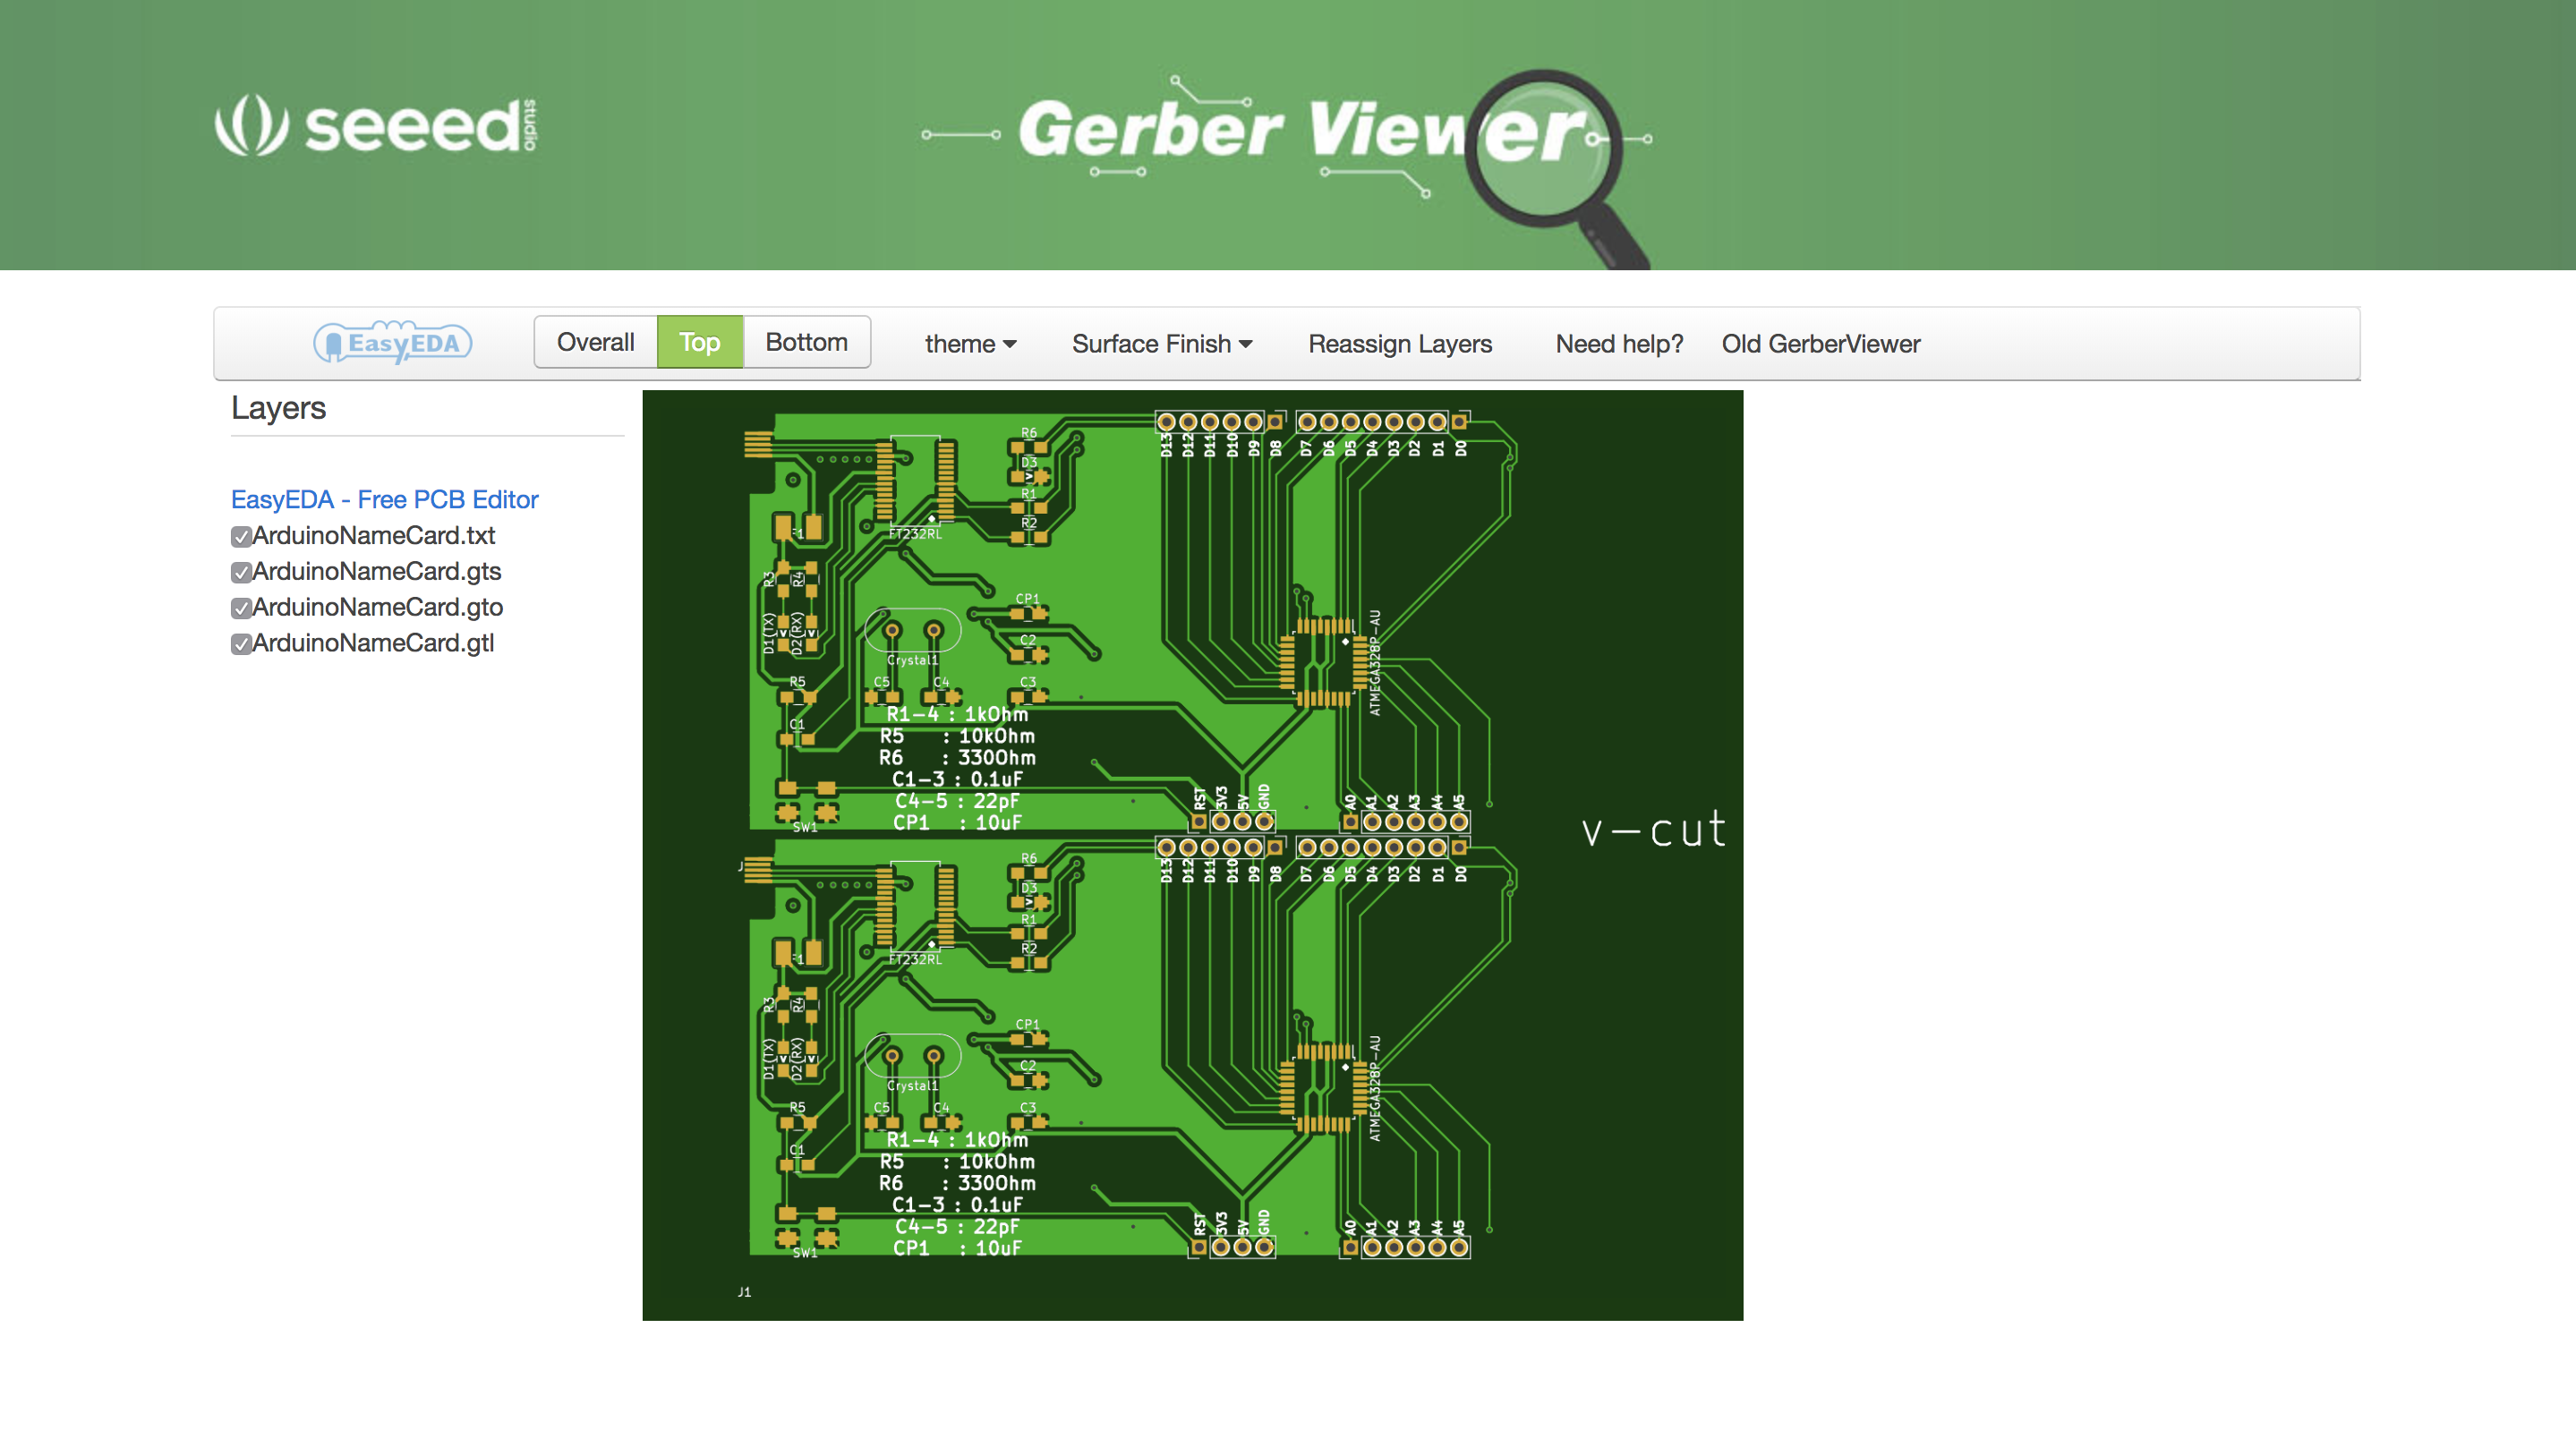 seeed studio
Gerber Viewer
EasyEDA
Overall Top Bottom theme Surface Finish Reassign Layers Need help? Old GerberViewer
Layers
EasyEDA - Free PCB Editor
ArduinoNameCard.txt
ArduinoNameCard.gts
ArduinoNameCard.gto
ArduinoNameCard.gtl
D13 D12 D11 D10 D9 D8 D7 D6 D5 D4 D3 D2 D1 D0
R6
D3
R1
R2
FT232RL
R3 R4
CP1
D1(TX) D2(RX)
C2
Crystal1
ATMEGA328P-AU
R5 C5 C4 C3
R1-4 : 1kOhm
C1
R5 : 10kOhm
R6 : 330Ohm
C1-3 : 0.1uF
C4-5 : 22pF
RST 3V3 5V GND A0 A1 A2 A3 A4 A5
CP1 : 10uF
SW1
v-cut
D13 D12 D11 D10 D9 D8 D7 D6 D5 D4 D3 D2 D1 D0
R6
D3
R1
R2
FT232RL
R3 R4
CP1
D1(TX) D2(RX)
C2
Crystal1
ATMEGA328P-AU
R5 C5 C4 C3
R1-4 : 1kOhm
C1
R5 : 10kOhm
R6 : 330Ohm
C1-3 : 0.1uF
C4-5 : 22pF
RST 3V3 5V GND A0 A1 A2 A3 A4 A5
CP1 : 10uF
SW1
J1